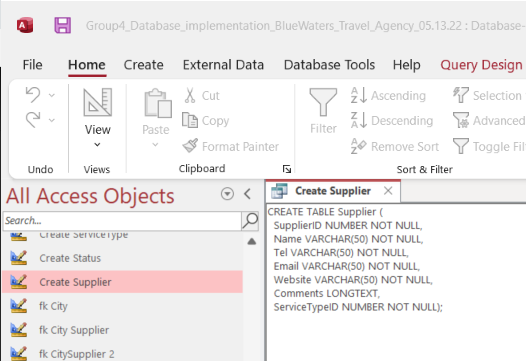 Group4_Database_implementation_BlueWaters_Travel_Agency_05.13.22 : Database-
File Home Create External Data Database Tools Help Query Design
View
Paste
Cut
Copy
Format Painter
Filter
Ascending
Descending
Remove Sort
Selection
Advanced
Toggle Fil
Undo Views Clipboard Sort & Filter
All Access Objects
Search...
Create ServiceType
Create Status
Create Supplier
fk City
fk City Supplier
fk CitySupplier 2
Create Supplier
CREATE TABLE Supplier (
SupplierID NUMBER NOT NULL,
Name VARCHAR(50) NOT NULL,
Tel VARCHAR(50) NOT NULL,
Email VARCHAR(50) NOT NULL,
Website VARCHAR(50) NOT NULL,
Comments LONGTEXT,
ServiceTypeID NUMBER NOT NULL);